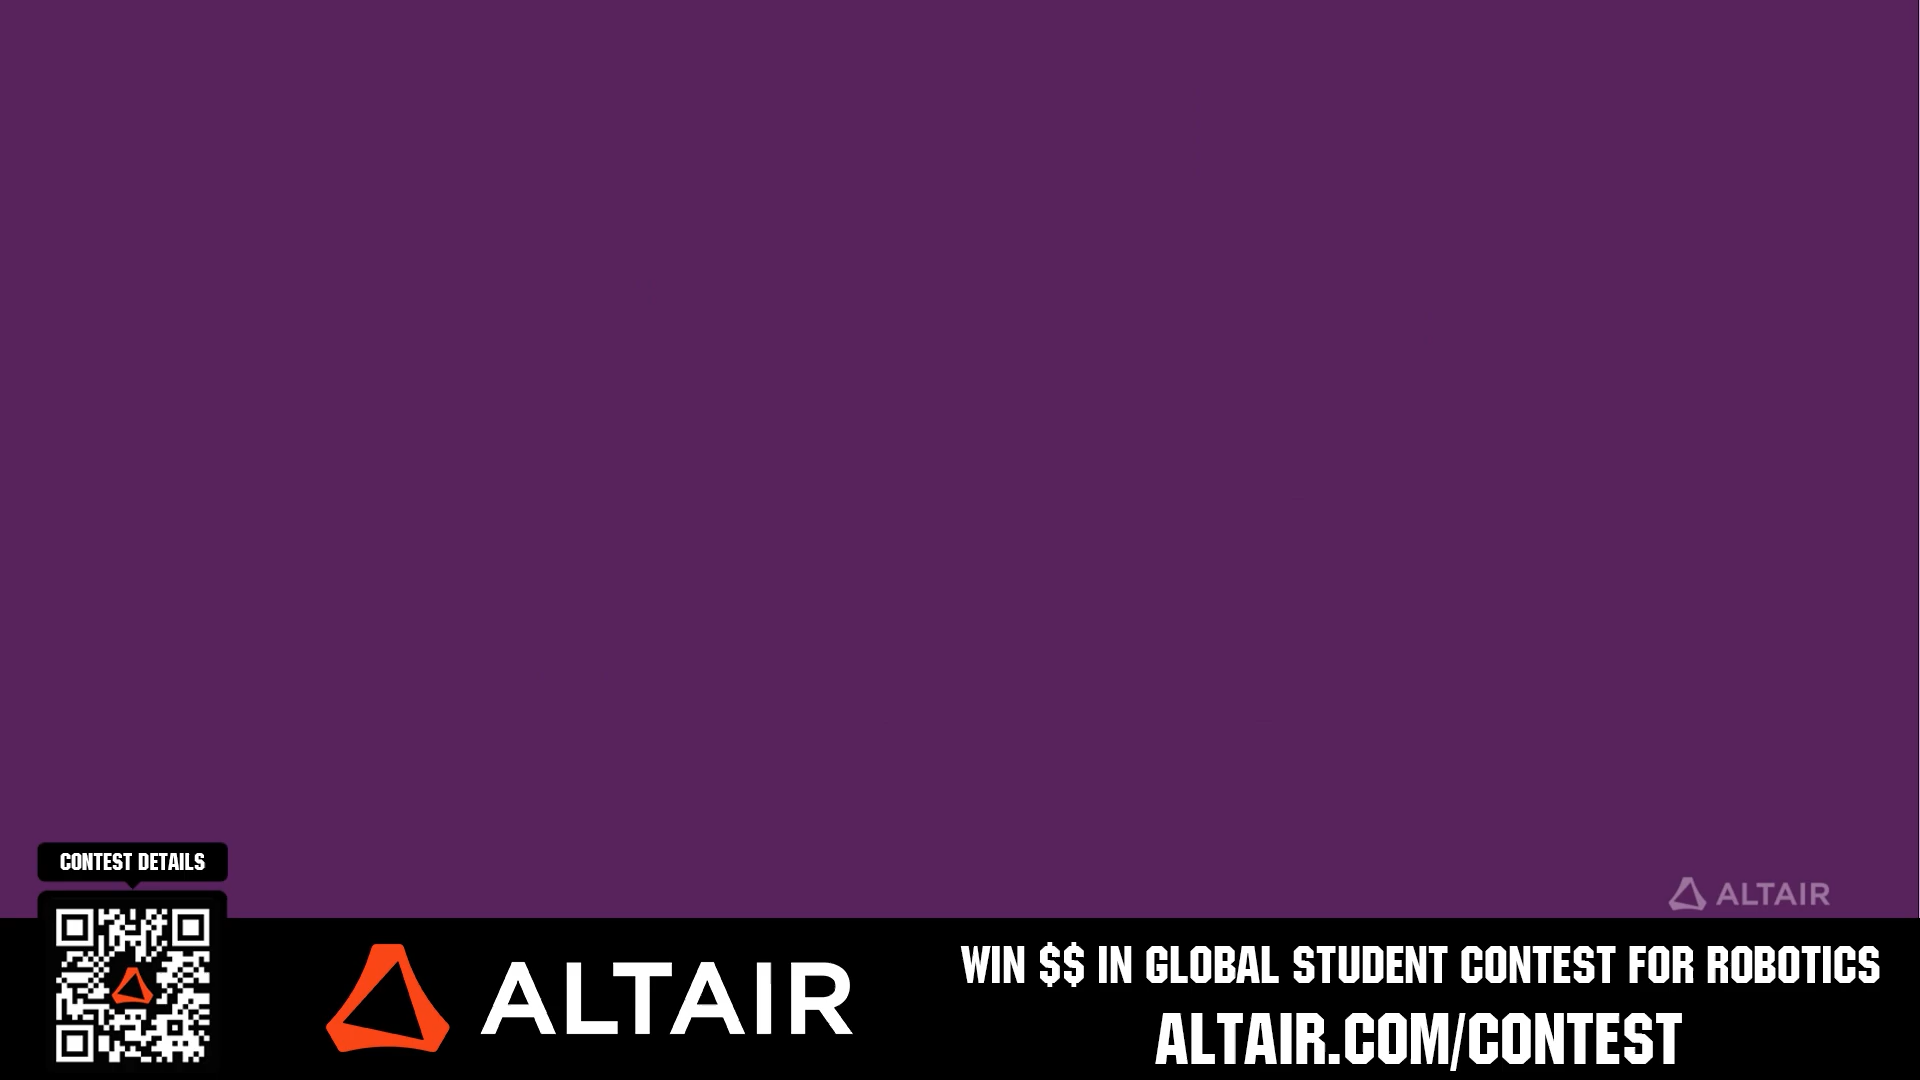 CONTEST DETAILS
ALTAIR
ALTAIR
WIN $$ IN GLOBAL STUDENT CONTEST FOR ROBOTICS
ALTAIR.COM/CONTEST